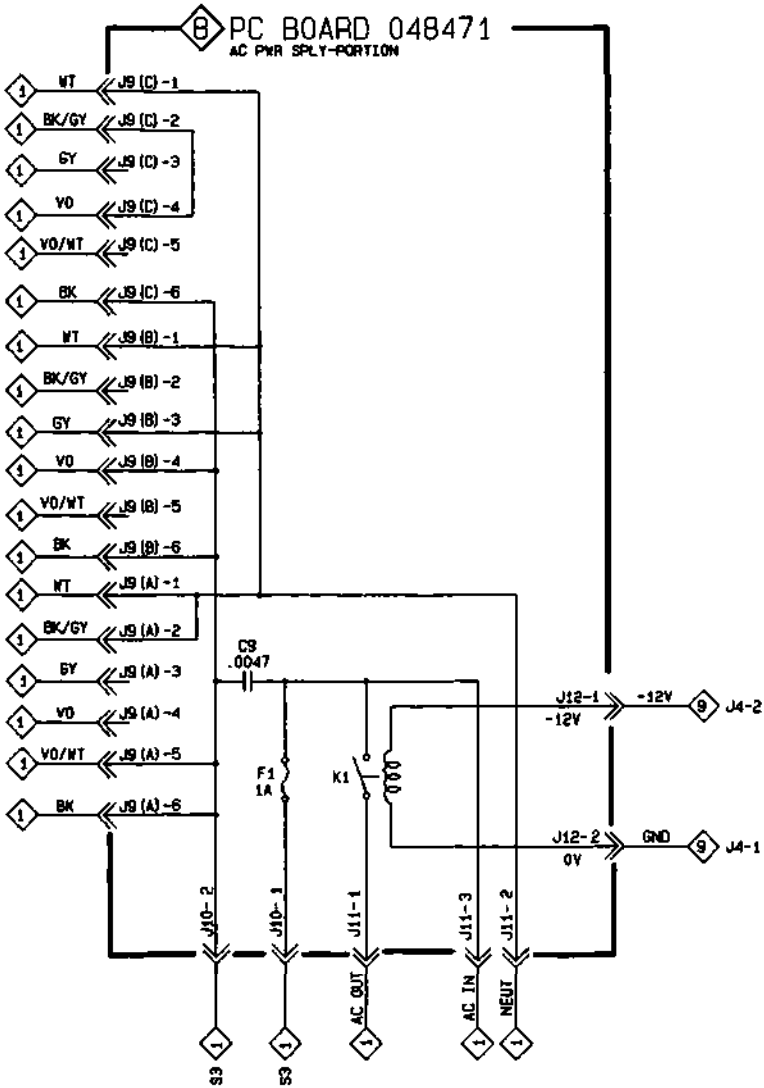 8 PC BOARD 048471
AC PWR SPLY-PORTION
1 WT J9(C)-1
1 BK/GY J9(C)-2
1 GY J9(C)-3
1 VO J9(C)-4
1 VO/WT J9(C)-5
1 BK J9(C)-6
1 WT J9(B)-1
1 BK/GY J9(B)-2
1 GY J9(B)-3
1 VO J9(B)-4
1 VO/WT J9(B)-5
1 BK J9(B)-6
1 WT J9(A)-1
1 BK/GY J9(A)-2
1 GY J9(A)-3
1 VO J9(A)-4
1 VO/WT J9(A)-5
1 BK J9(A)-6
C9
.0047
F1
1A
K1
J12-1 -12V 9 J4-2
-12V
J12-2 GND 9 J4-1
0V
J10-2
J10-1
J11-1
J11-3
J11-2
AC OUT
AC IN
NEUT
1
1
1
1
1
S3
S3